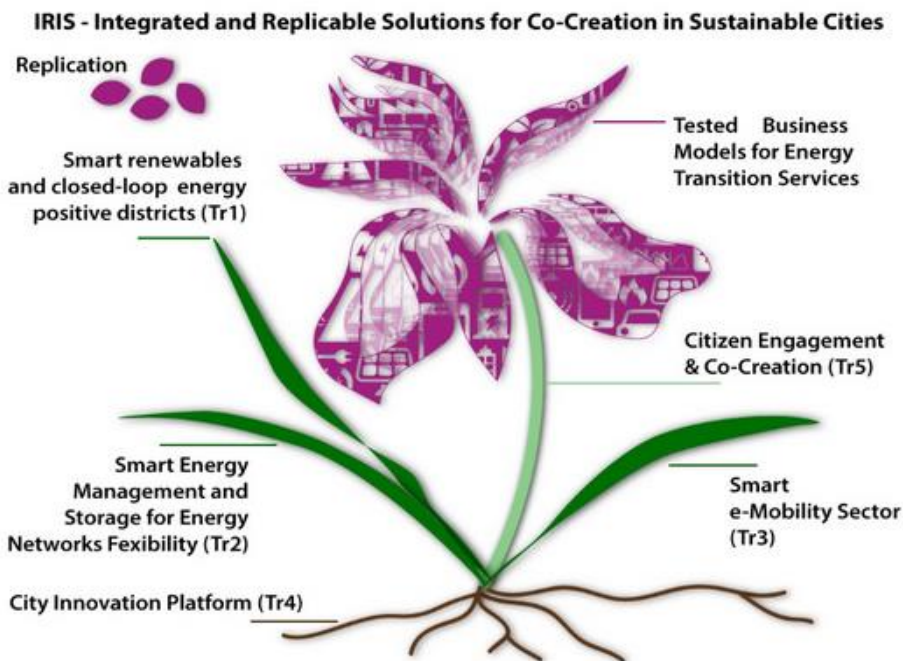 IRIS - Integrated and Replicable Solutions for Co-Creation in Sustainable Cities
Replication
Smart renewables
and closed-loop energy
positive districts (Tr1)
Tested Business
Models for Energy
Transition Services
Citizen Engagement
& Co-Creation (Tr5)
Smart Energy
Management and
Storage for Energy
Networks Fexibility (Tr2)
Smart
e-Mobility Sector
(Tr3)
City Innovation Platform (Tr4)